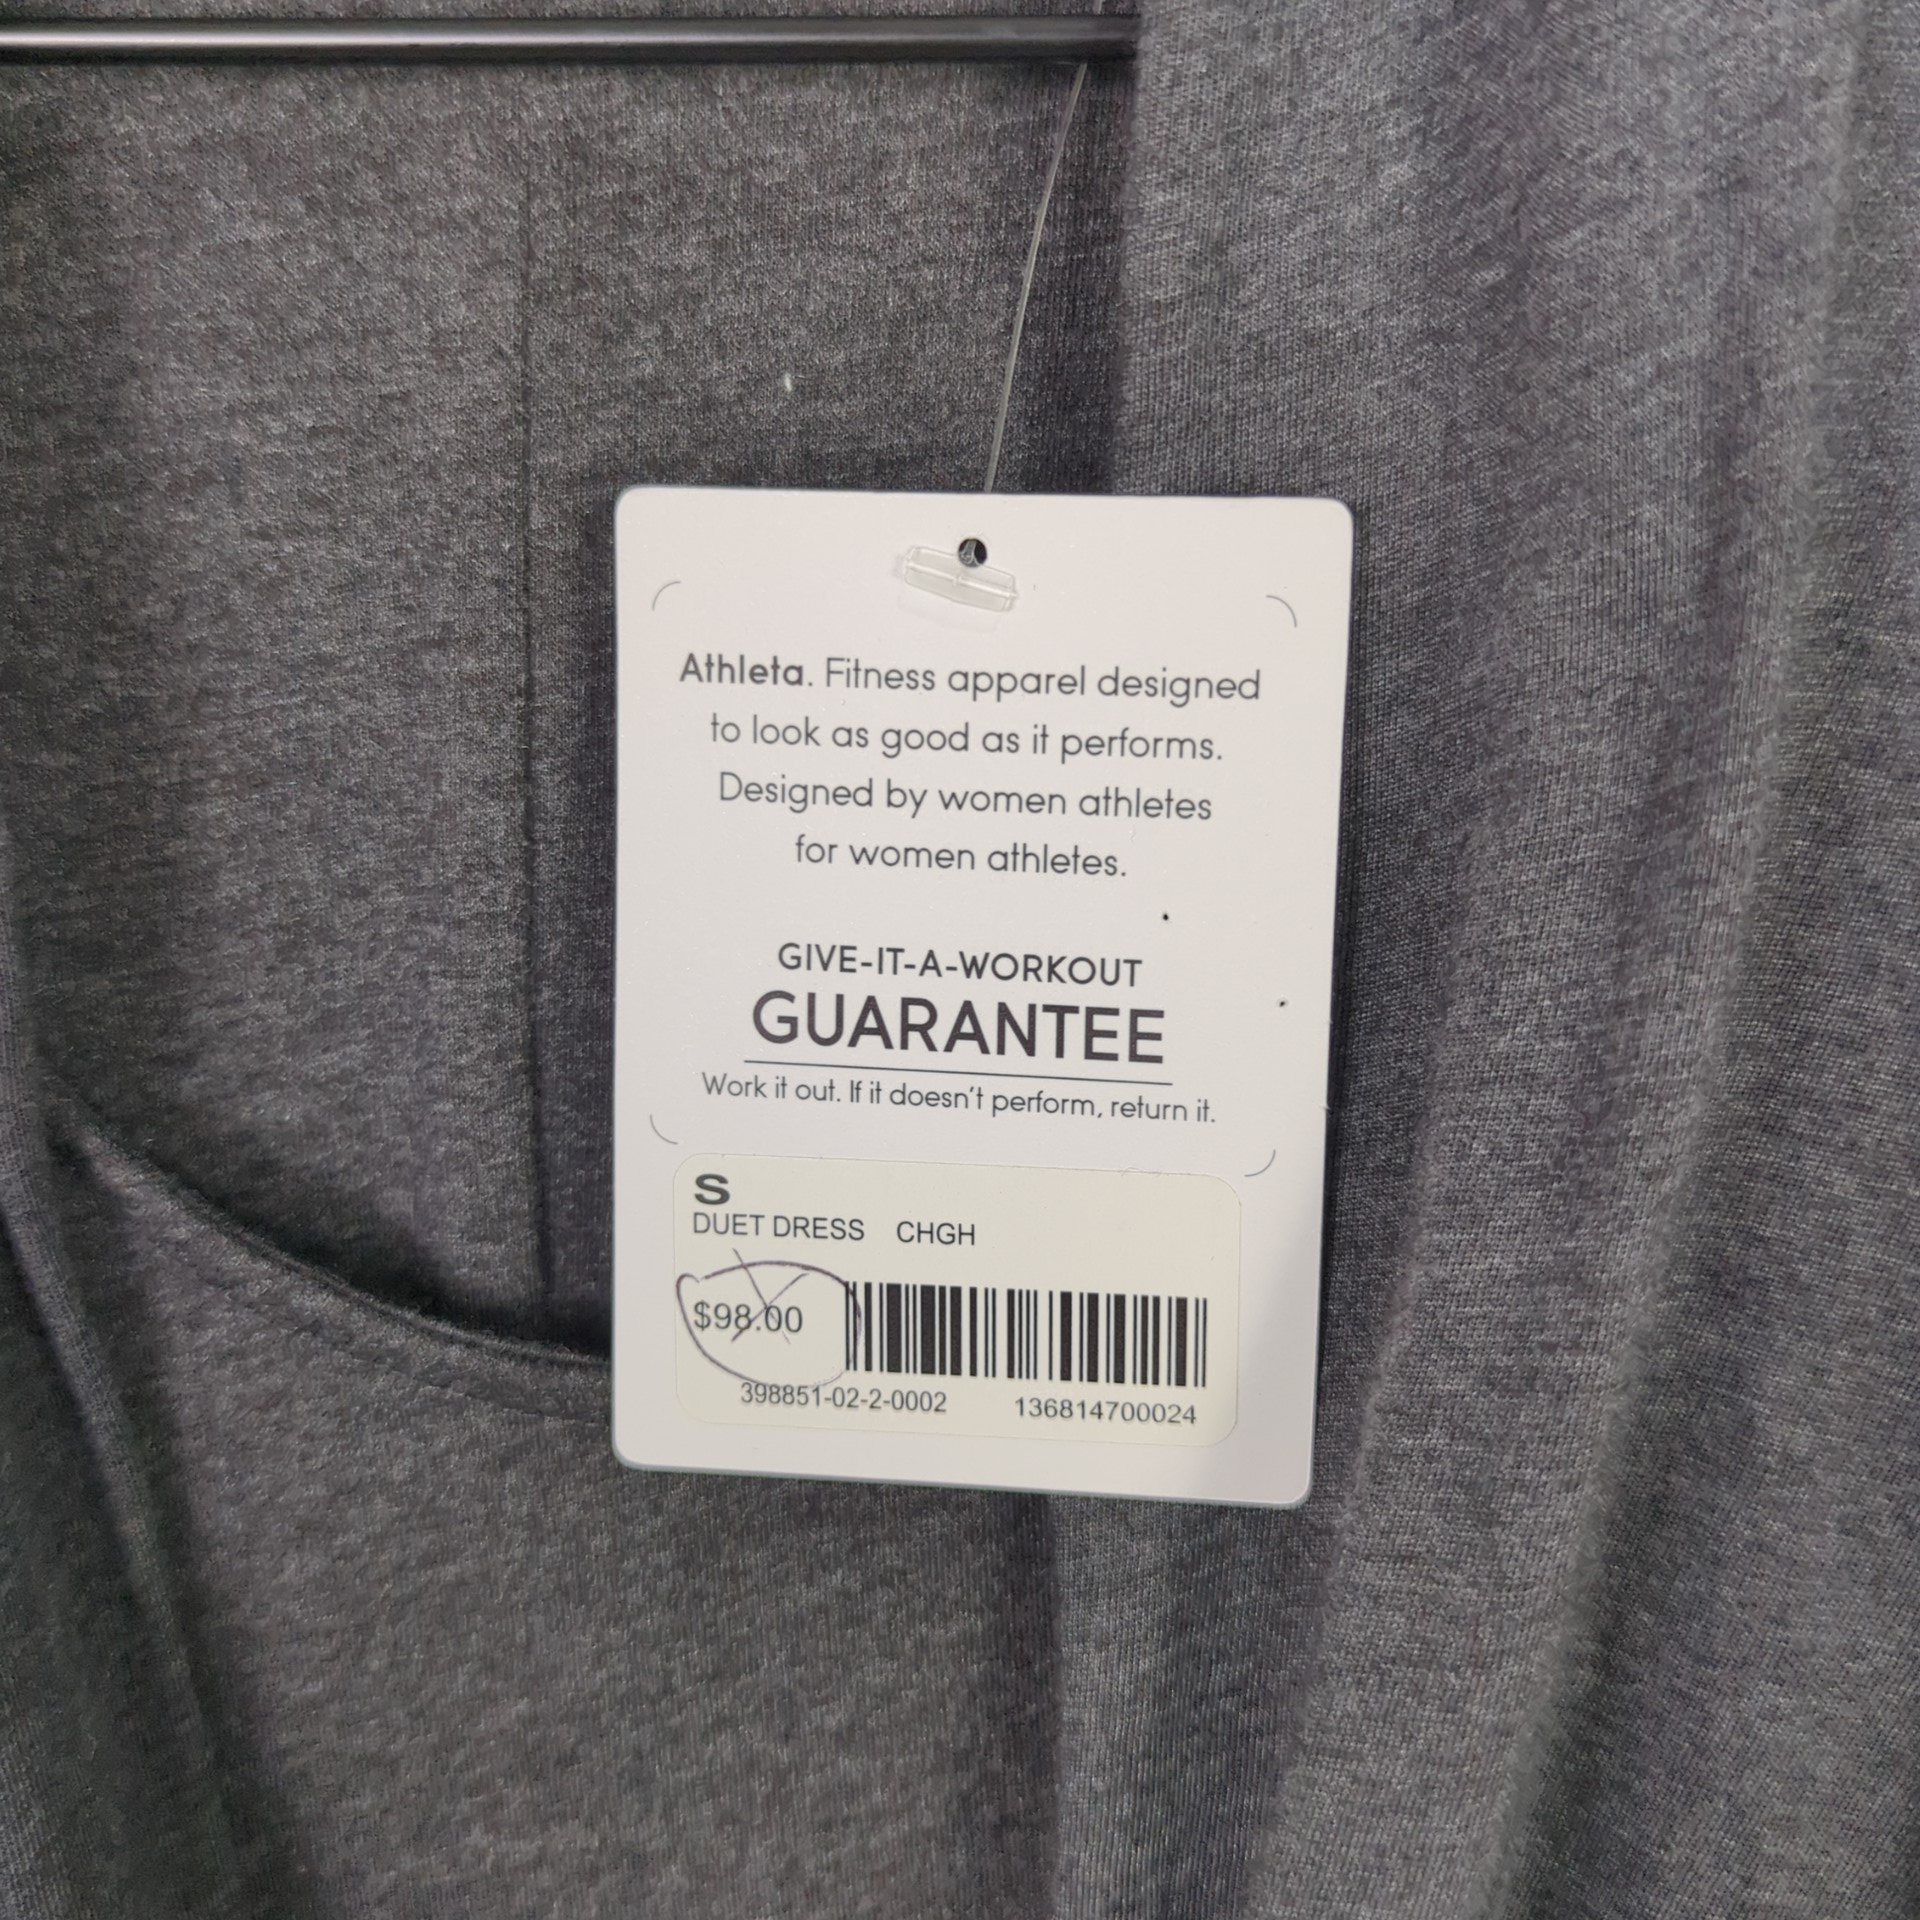 Athleta. Fitness apparel designed
to look as good as it performs.
Designed by women athletes
for women athletes.
GIVE-IT-A-WORKOUT
GUARANTEE
Work it out. If it doesn't perform, return it.
S
DUET DRESS CHGH
$98.00
398851-02-2-0002 136814700024